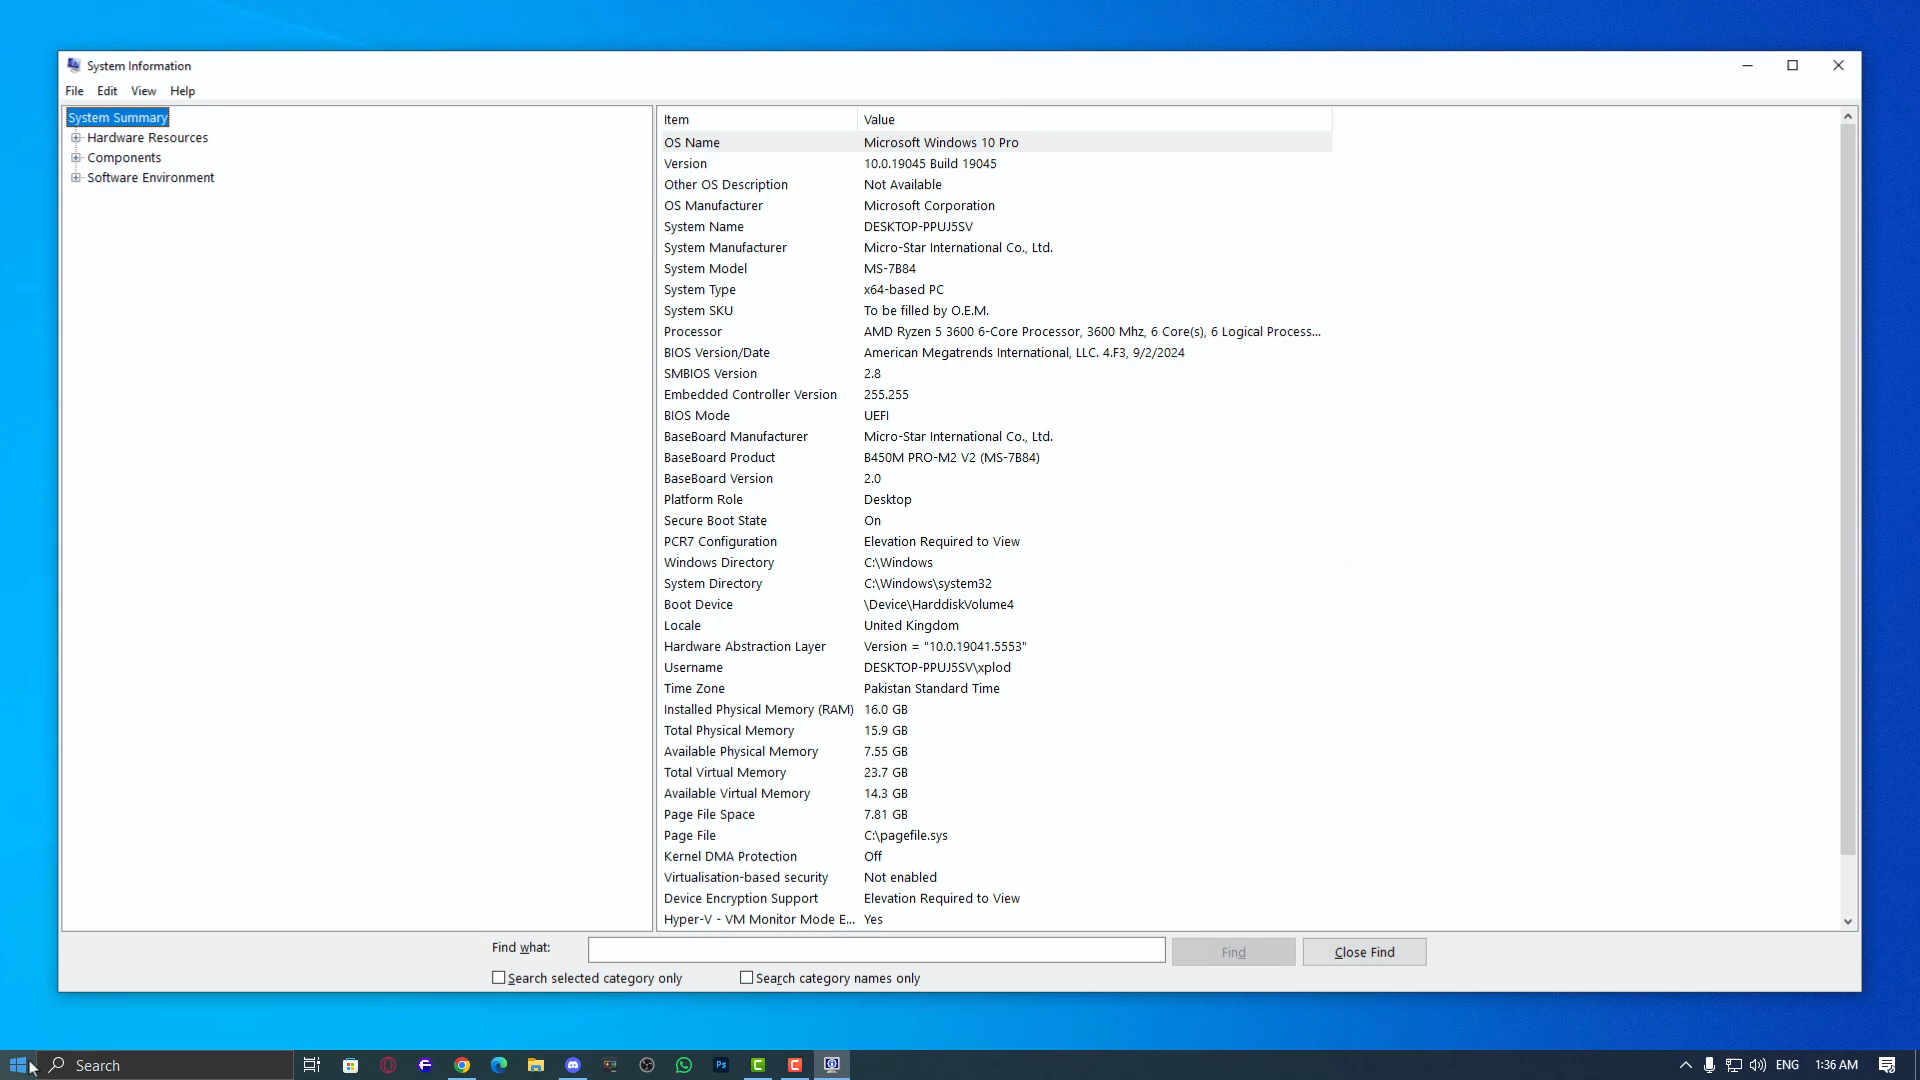 System Information
File Edit View Help
System Summary
Hardware Resources
Components
Software Environment
Item Value
OS Name Microsoft Windows 10 Pro
Version 10.0.19045 Build 19045
Other OS Description Not Available
OS Manufacturer Microsoft Corporation
System Name DESKTOP-PPUJ5SV
System Manufacturer Micro-Star International Co., Ltd.
System Model MS-7B84
System Type x64-based PC
System SKU To be filled by O.E.M.
Processor AMD Ryzen 5 3600 6-Core Processor, 3600 Mhz, 6 Core(s), 6 Logical Process...
BIOS Version/Date American Megatrends International, LLC. 4.F3, 9/2/2024
SMBIOS Version 2.8
Embedded Controller Version 255.255
BIOS Mode UEFI
BaseBoard Manufacturer Micro-Star International Co., Ltd.
BaseBoard Product B450M PRO-M2 V2 (MS-7B84)
BaseBoard Version 2.0
Platform Role Desktop
Secure Boot State On
PCR7 Configuration Elevation Required to View
Windows Directory C:\Windows
System Directory C:\Windows\system32
Boot Device \Device\HarddiskVolume4
Locale United Kingdom
Hardware Abstraction Layer Version = "10.0.19041.5553"
Username DESKTOP-PPUJ5SV\xplod
Time Zone Pakistan Standard Time
Installed Physical Memory (RAM) 16.0 GB
Total Physical Memory 15.9 GB
Available Physical Memory 7.55 GB
Total Virtual Memory 23.7 GB
Available Virtual Memory 14.3 GB
Page File Space 7.81 GB
Page File C:\pagefile.sys
Kernel DMA Protection Off
Virtualisation-based security Not enabled
Device Encryption Support Elevation Required to View
Hyper-V - VM Monitor Mode E... Yes
Find what: Find Close Find
Search selected category only Search category names only
Search Ps ENG 1:36 AM